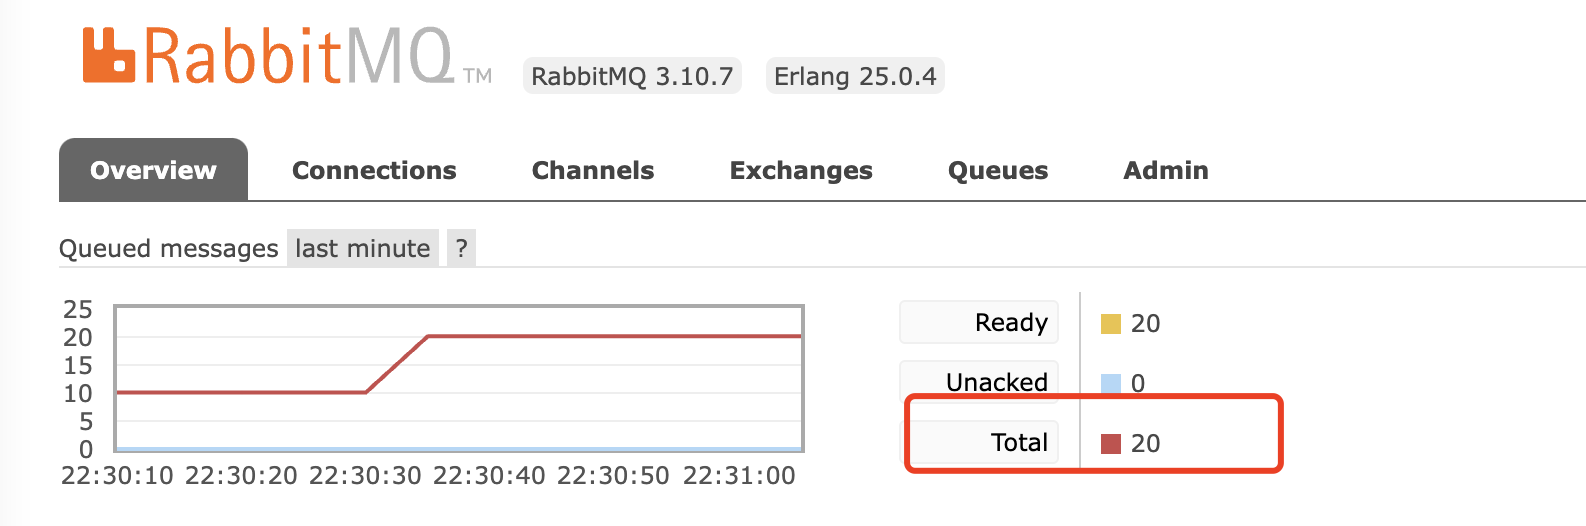 RabbitMQ TM RabbitMQ 3.10.7 Erlang 25.0.4
Overview Connections Channels Exchanges Queues Admin
Queued messages last minute ?
25
20
15
10
5
0
22:30:10 22:30:20 22:30:30 22:30:40 22:30:50 22:31:00
Ready 20
Unacked 0
Total 20